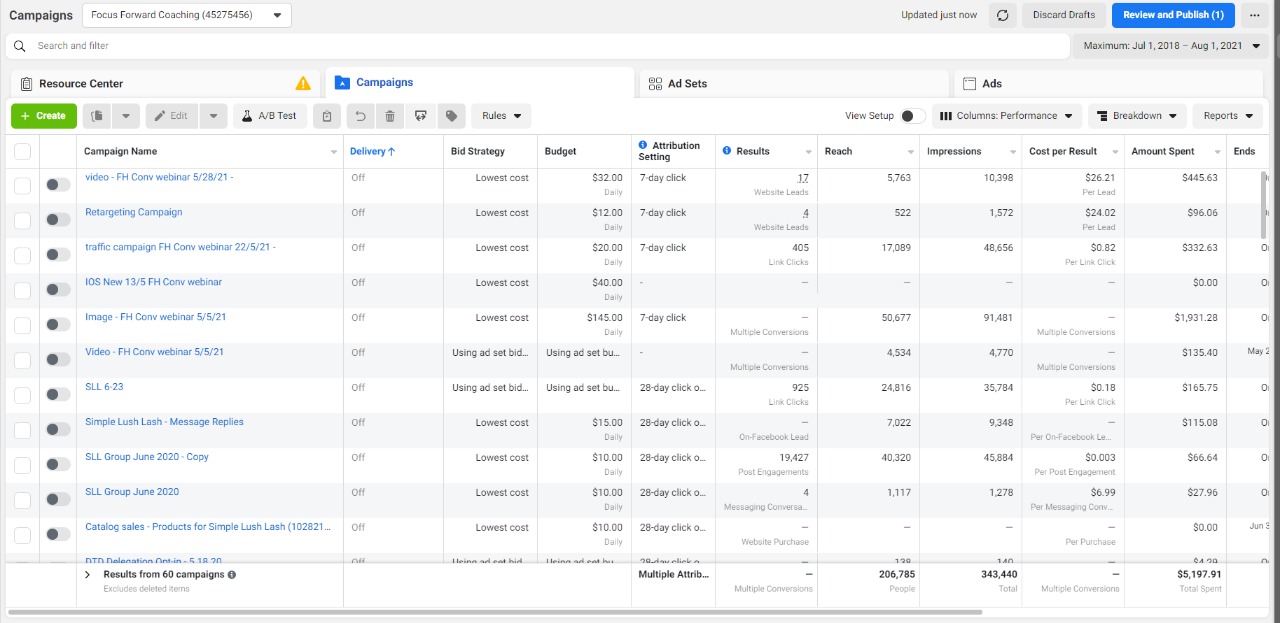 Campaigns Focus Forward Coaching (45275456) Updated just now Discard Drafts Review and Publish (1)
Search and filter Maximum: Jul 1, 2018 – Aug 1, 2021
Resource Center Campaigns Ad Sets Ads
+ Create Edit A/B Test Rules View Setup Columns: Performance Breakdown Reports
Campaign Name Delivery ↑ Bid Strategy Budget Attribution Setting Results Reach Impressions Cost per Result Amount Spent Ends
video - FH Conv webinar 5/28/21 - Off Lowest cost $32.00 7-day click 17 5,763 10,398 $26.21 $445.63
Daily Website Leads Per Lead
Retargeting Campaign Off Lowest cost $12.00 7-day click 4 522 1,572 $24.02 $96.06
Daily Website Leads Per Lead
traffic campaign FH Conv webinar 22/5/21 - Off Lowest cost $20.00 7-day click 405 17,089 48,656 $0.82 $332.63
Daily Link Clicks Per Link Click
IOS New 13/5 FH Conv webinar Off Lowest cost $40.00 - — — — — $0.00
Daily
Image - FH Conv webinar 5/5/21 Off Lowest cost $145.00 7-day click — 50,677 91,481 — $1,931.28
Daily Multiple Conversions Multiple Conversions
Video - FH Conv webinar 5/5/21 Off Using ad set bid... Using ad set bu... - — 4,534 4,770 — $135.40 May 2
Multiple Conversions Multiple Conversions
SLL 6-23 Off Using ad set bid... Using ad set bu... 28-day click o... 925 24,816 35,784 $0.18 $165.75
Link Clicks Per Link Click
Simple Lush Lash - Message Replies Off Lowest cost $15.00 28-day click o... — 7,022 9,348 — $115.08
Daily On-Facebook Lead Per On-Facebook Le...
SLL Group June 2020 - Copy Off Lowest cost $10.00 28-day click o... 19,427 40,320 45,884 $0.003 $66.64
Daily Post Engagements Per Post Engagement
SLL Group June 2020 Off Lowest cost $10.00 28-day click o... 4 1,117 1,278 $6.99 $27.96
Daily Messaging Conversa... Per Messaging Conv...
Catalog sales - Products for Simple Lush Lash (102821... Off Lowest cost $10.00 28-day click o... — — — — $0.00 Jun 3
Daily Website Purchase Per Purchase
DTD Delegation Opt-in - 5.18.20 Off Using ad set bid... Using ad set bu... 28-day click o... 138 140 $4.29
Results from 60 campaigns Multiple Attrib... — 206,785 343,440 — $5,197.91
Excludes deleted items Multiple Conversions People Total Multiple Conversions Total Spent